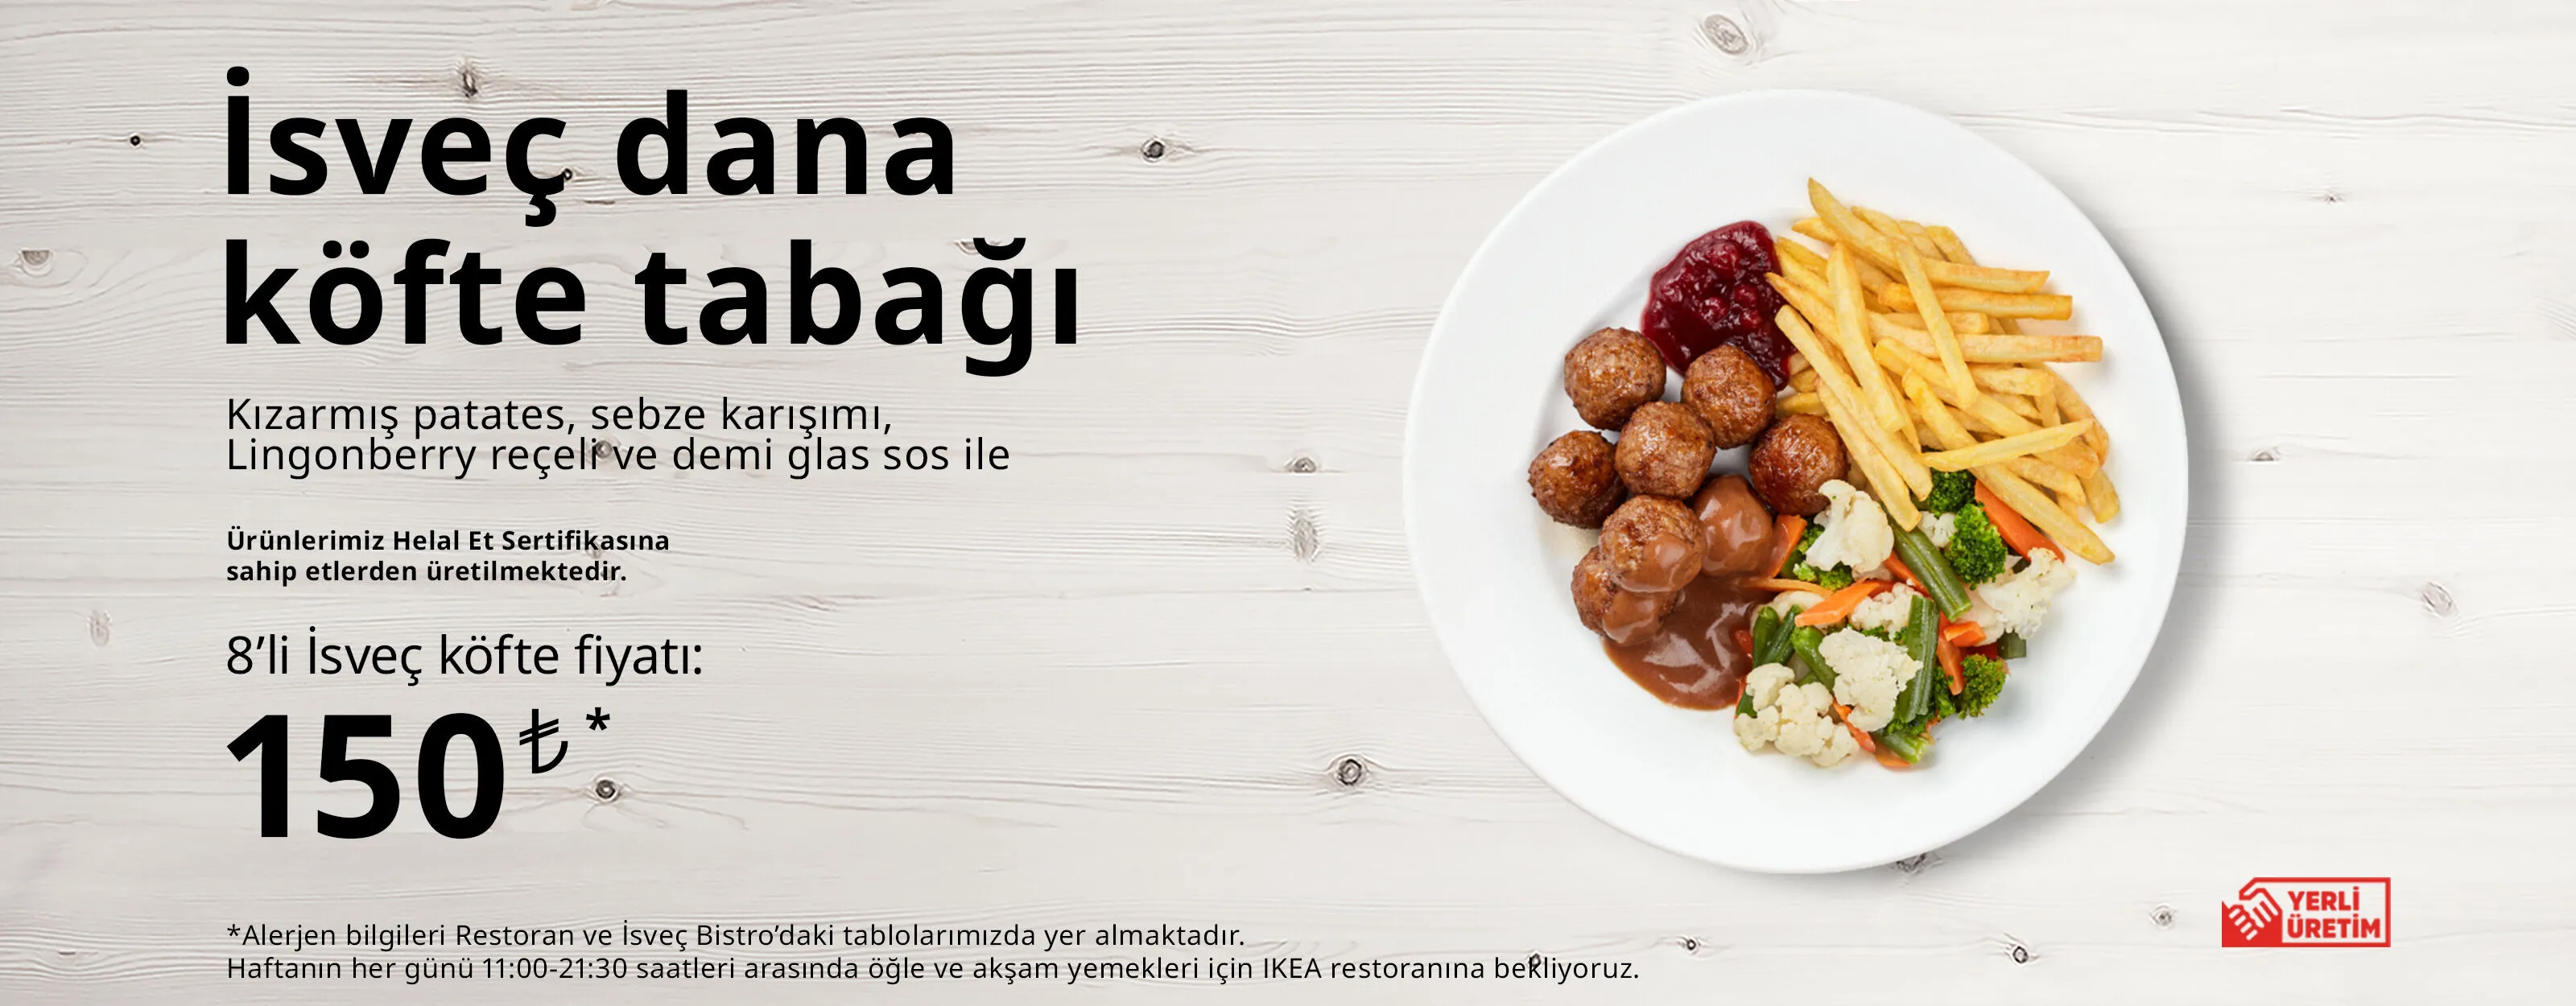 İsveç dana
köfte tabağı
Kızarmış patates, sebze karışımı,
Lingonberry reçeli ve demi glas sos ile
Ürünlerimiz Helal Et Sertifikasına
sahip etlerden üretilmektedir.
8’li İsveç köfte fiyatı:
150₺*
*Alerjen bilgileri Restoran ve İsveç Bistro’daki tablolarımızda yer almaktadır.
Haftanın her günü 11:00-21:30 saatleri arasında öğle ve akşam yemekleri için IKEA restoranına bekliyoruz.
YERLİ
ÜRETİM